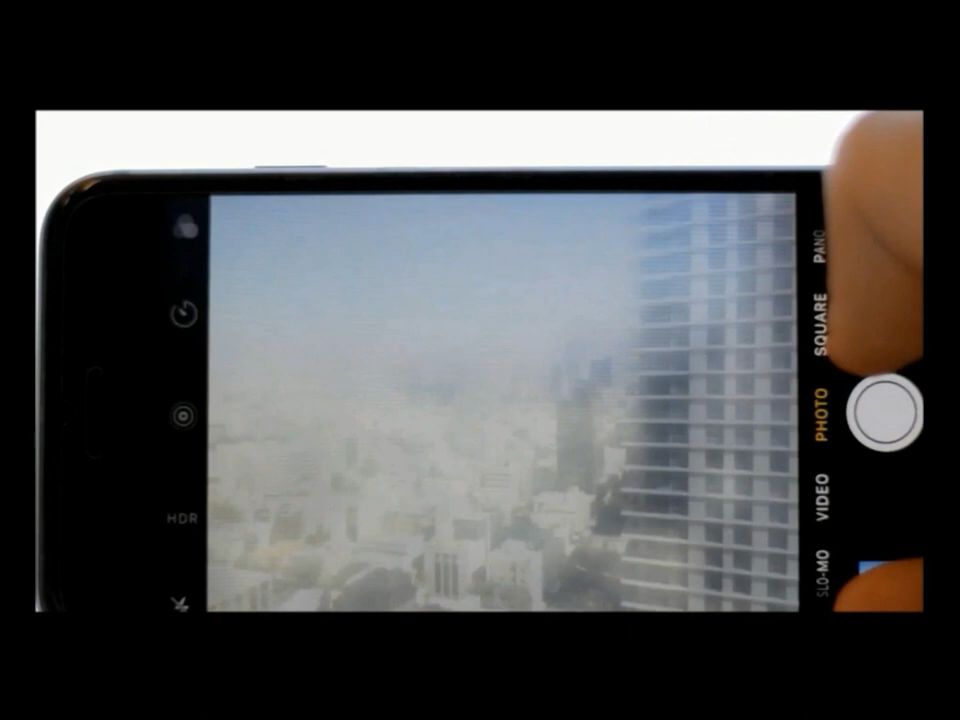 HDR
PANO
SQUARE
PHOTO
VIDEO
SLO-MO